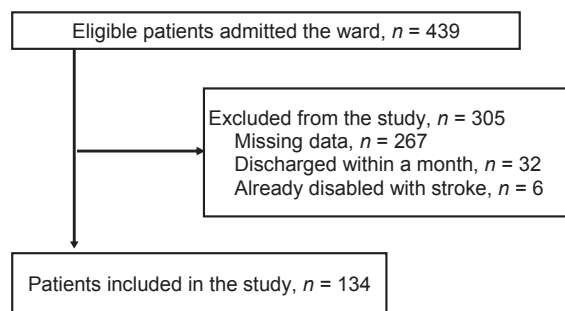 Eligible patients admitted the ward, n = 439
Excluded from the study, n = 305
Missing data, n = 267
Discharged within a month, n = 32
Already disabled with stroke, n = 6
Patients included in the study, n = 134